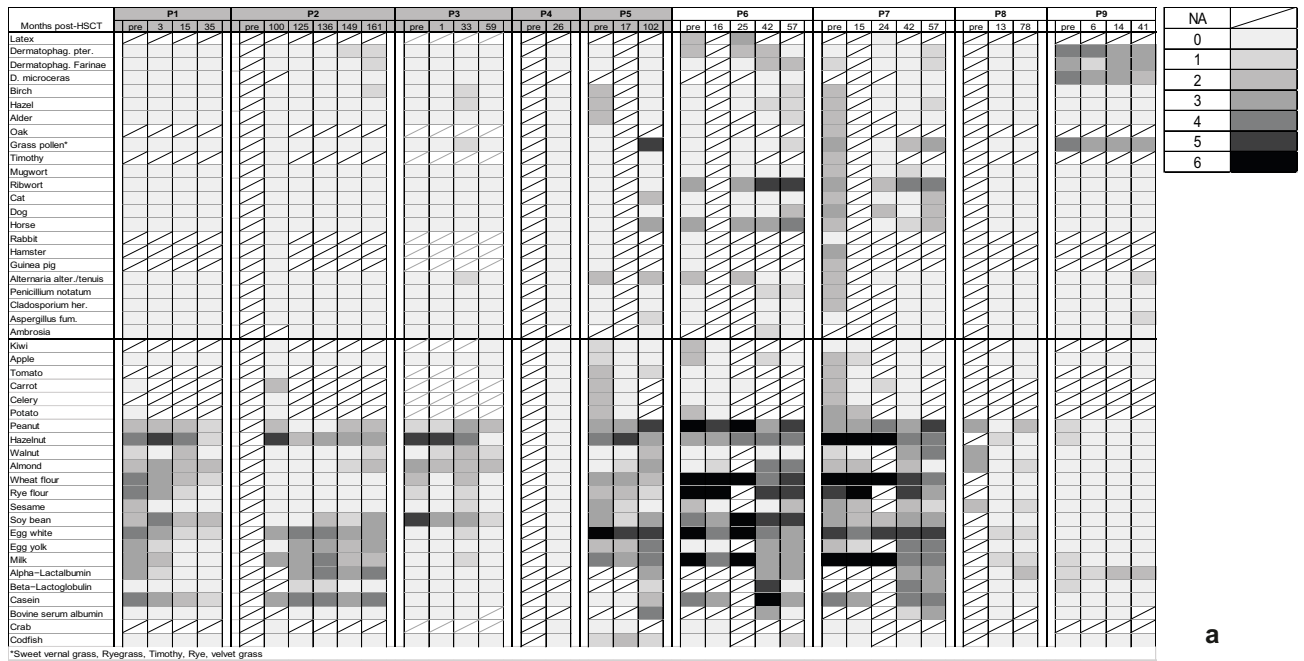 P1 P2 P3 P4 P5 P6 P7 P8 P9
Months post-HSCT pre 3 15 35 pre 100 125 136 149 161 pre 1 33 59 pre 26 pre 17 102 pre 16 25 42 57 pre 15 24 42 57 pre 13 78 pre 6 14 41
Latex
Dermatophag. pter.
Dermatophag. Farinae
D. microceras
Birch
Hazel
Alder
Oak
Grass pollen*
Timothy
Mugwort
Ribwort
Cat
Dog
Horse
Rabbit
Hamster
Guinea pig
Alternaria alter./tenuis
Penicillium notatum
Cladosporium her.
Aspergillus fum.
Ambrosia
Kiwi
Apple
Tomato
Carrot
Celery
Potato
Peanut
Hazelnut
Walnut
Almond
Wheat flour
Rye flour
Sesame
Soy bean
Egg white
Egg yolk
Milk
Alpha−Lactalbumin
Beta−Lactoglobulin
Casein
Bovine serum albumin
Crab
Codfish
*Sweet vernal grass, Ryegrass, Timothy, Rye, velvet grass
NA
0
1
2
3
4
5
6
a